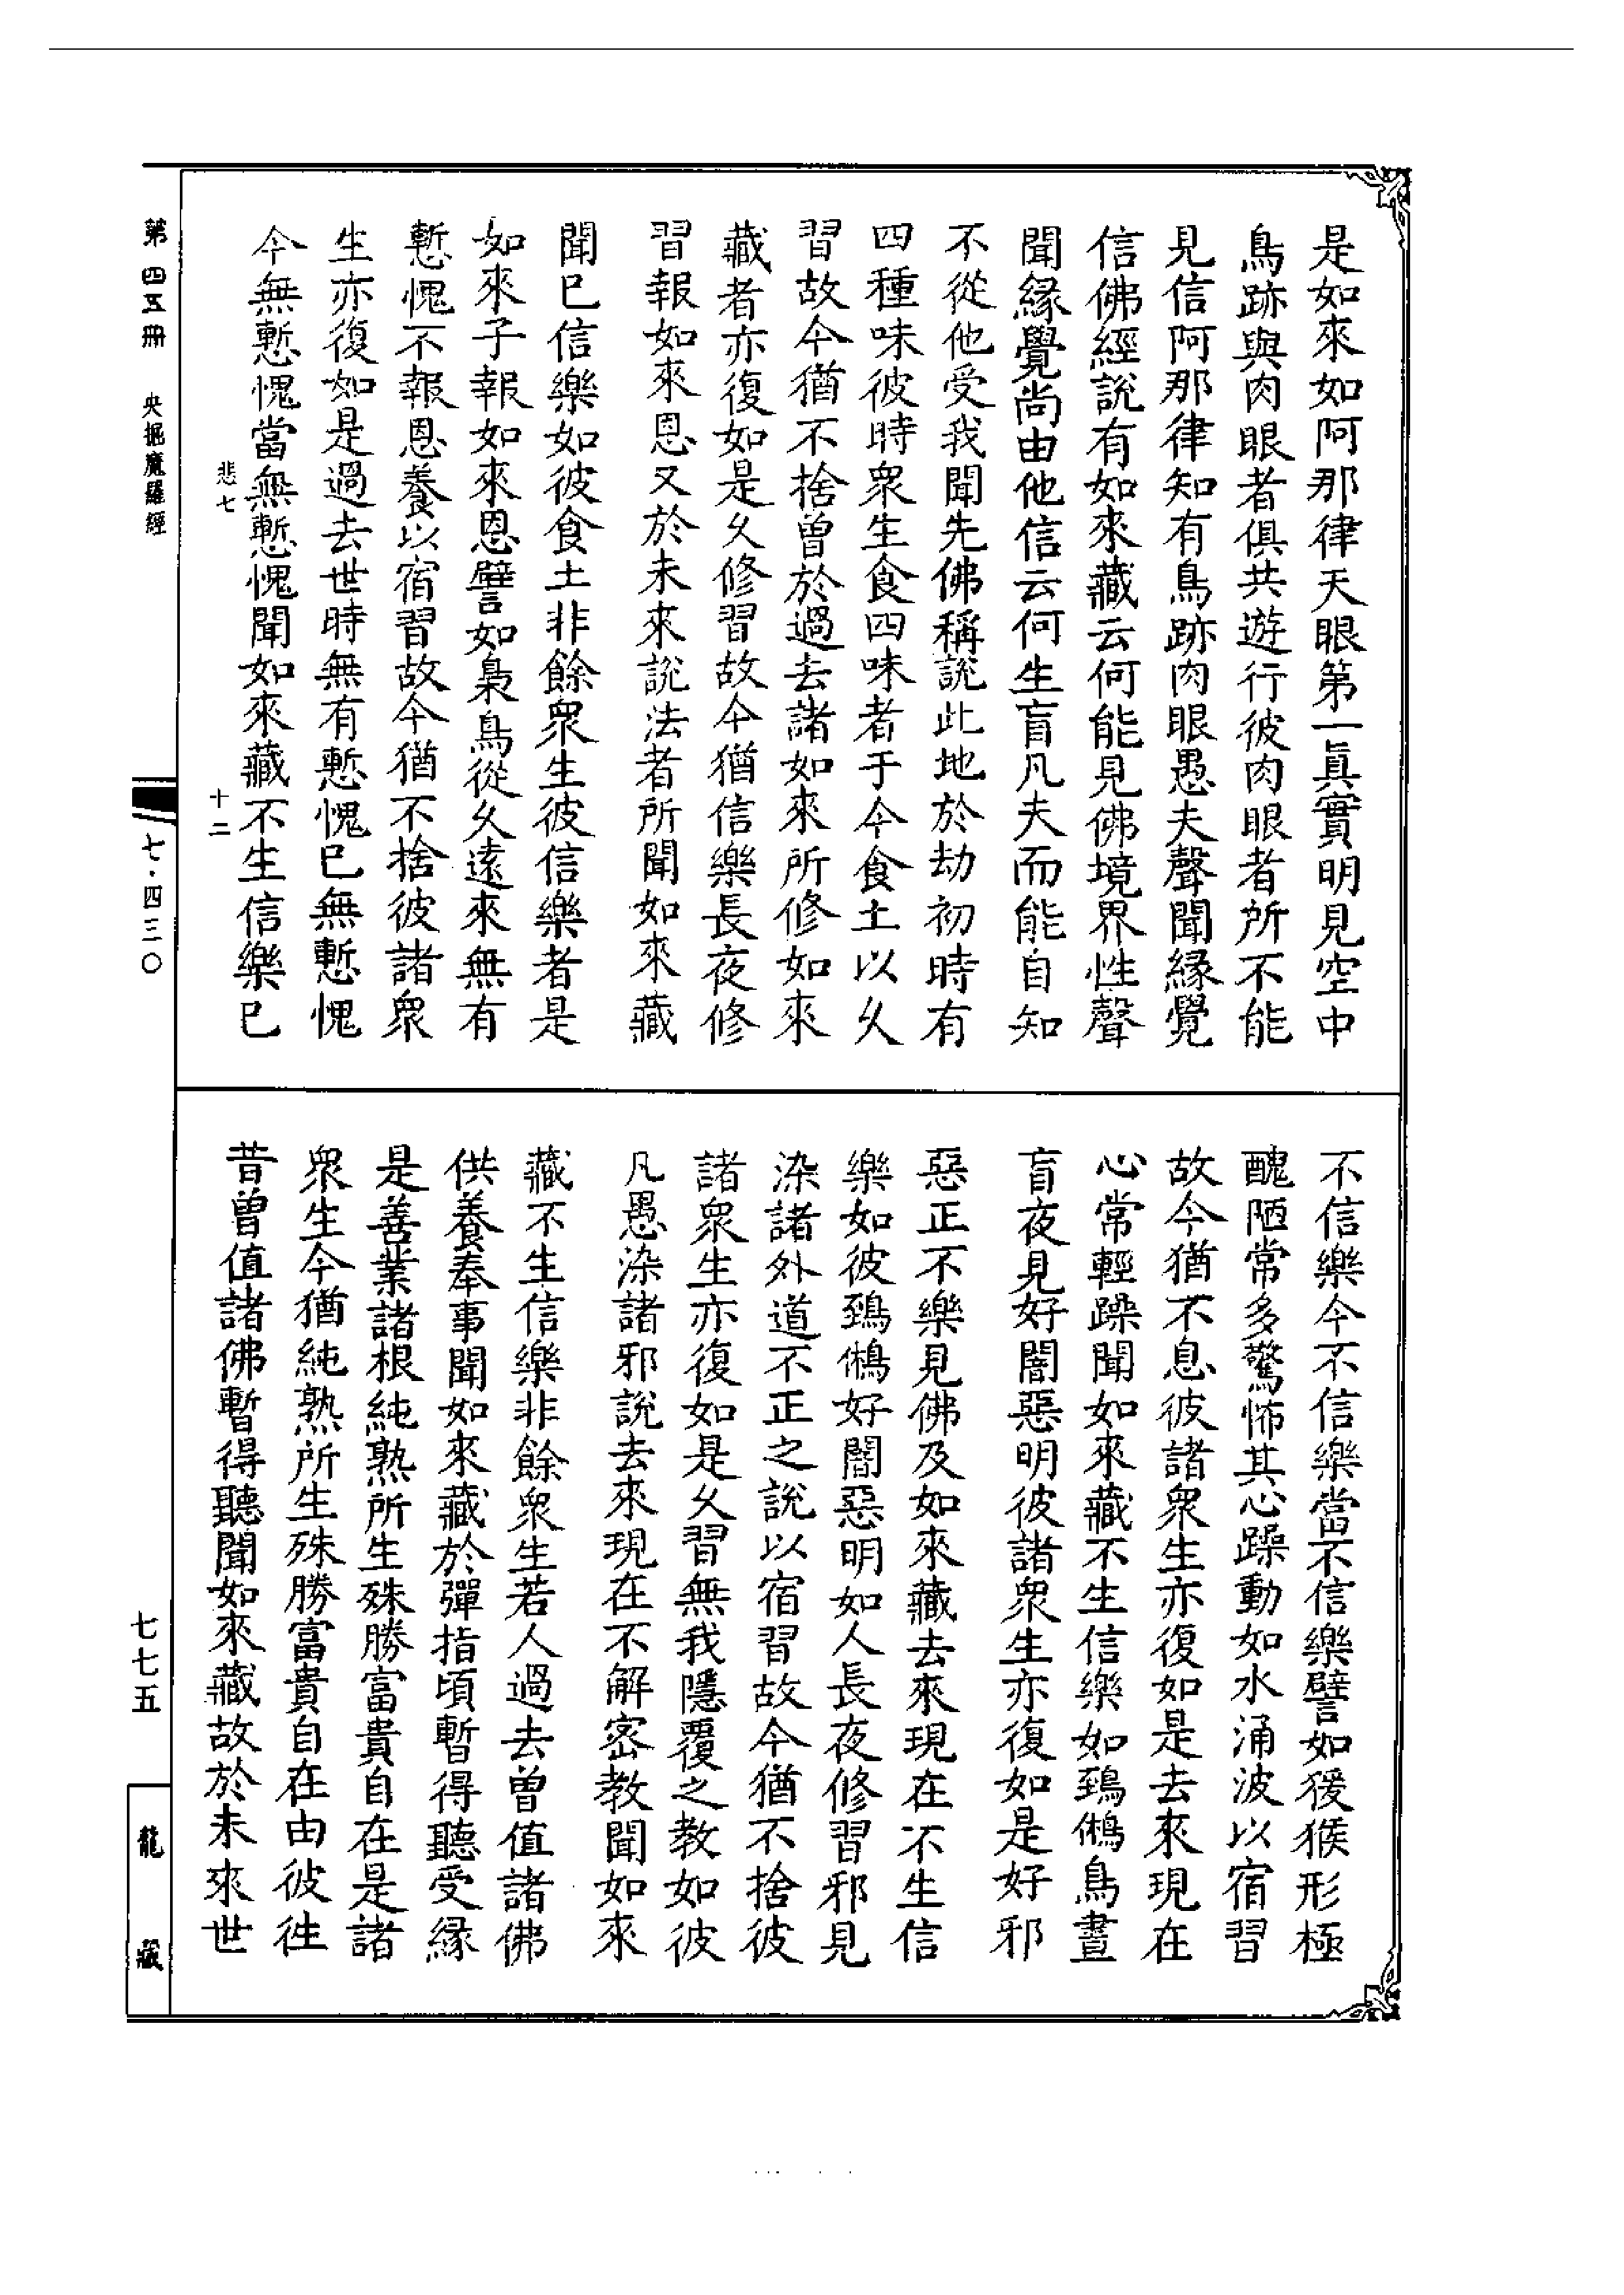 是如來如阿那律天眼第一眞實明見空中
鳥跡與肉眼者俱共遊行彼肉眼者所不能
見信阿那律知有鳥跡肉眼愚夫聲聞緣覺
信佛經說有如來藏云何能見佛境界性聲
聞緣覺尚由他信云何生盲凡夫而能自知
不從他受我聞先佛稱說此地於劫初時有
四種味彼時衆生食四味者于今食土以久
習故今猶不捨曾於過去諸如來所修如來
藏者亦復如是久修習故今猶信樂長夜修
習報如來恩又於未來說法者所聞如來藏
聞已信樂如彼食土非餘衆生彼信樂者是
如來子報如來恩譬如梟鳥從久遠來無有
慙愧不報恩養以宿習故今猶不捨彼諸衆
生亦復如是過去世時無有慙愧已無慙愧
今無慙愧當無慙愧聞如來藏不生信樂已
悲七 十二
不信樂今不信樂當不信樂譬如猨猴形極
醜陋常多驚怖其心躁動如水涌波以宿習
故今猶不息彼諸衆生亦復如是去來現在
心常輕躁聞如來藏不生信樂如鵄鵂鳥晝
盲夜見好闇惡明彼諸衆生亦復如是好邪
惡正不樂見佛及如來藏去來現在不生信
樂如彼鵄鵂好闇惡明如人長夜修習邪見
染諸外道不正之說以宿習故今猶不捨彼
諸衆生亦復如是久習無我隱覆之教如彼
凡愚染諸邪說去來現在不解密教聞如來
藏不生信樂非餘衆生若人過去曾值諸佛
供養奉事聞如來藏於彈指頃暫得聽受緣
是善業諸根純熟所生殊勝富貴自在是諸
衆生今猶純熟所生殊勝富貴自在由彼往
昔曾值諸佛暫得聽聞如來藏故於未來世
第四五冊 央掘魔羅經 七·四三〇 七七五 龍藏